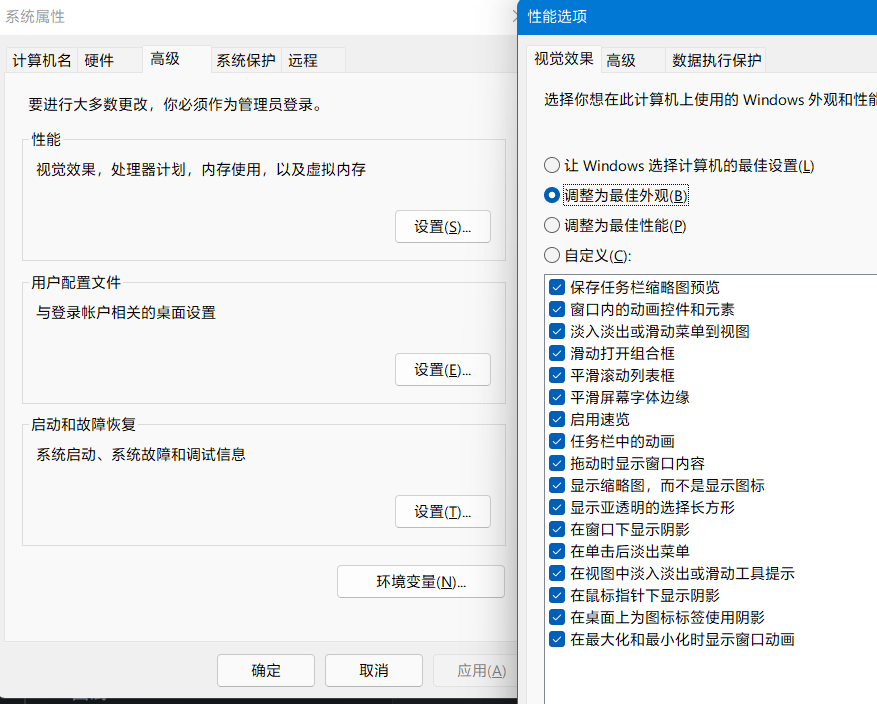 系统属性
计算机名
硬件
高级
系统保护
远程
要进行大多数更改，你必须作为管理员登录。
性能
视觉效果，处理器计划，内存使用，以及虚拟内存
设置(S)...
用户配置文件
与登录帐户相关的桌面设置
设置(E)...
启动和故障恢复
系统启动、系统故障和调试信息
设置(T)...
环境变量(N)...
确定
取消
应用(A)
性能选项
视觉效果
高级
数据执行保护
选择你想在此计算机上使用的 Windows 外观和性能
让 Windows 选择计算机的最佳设置(L)
调整为最佳外观(B)
调整为最佳性能(P)
自定义(C):
保存任务栏缩略图预览
窗口内的动画控件和元素
淡入淡出或滑动菜单到视图
滑动打开组合框
平滑滚动列表框
平滑屏幕字体边缘
启用速览
任务栏中的动画
拖动时显示窗口内容
显示缩略图，而不是显示图标
显示亚透明的选择长方形
在窗口下显示阴影
在单击后淡出菜单
在视图中淡入淡出或滑动工具提示
在鼠标指针下显示阴影
在桌面上为图标标签使用阴影
在最大化和最小化时显示窗口动画